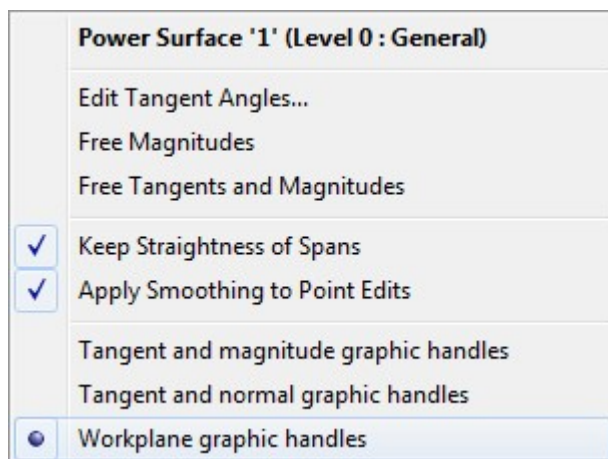 Power Surface '1' (Level 0 : General)
Edit Tangent Angles...
Free Magnitudes
Free Tangents and Magnitudes
Keep Straightness of Spans
Apply Smoothing to Point Edits
Tangent and magnitude graphic handles
Tangent and normal graphic handles
Workplane graphic handles